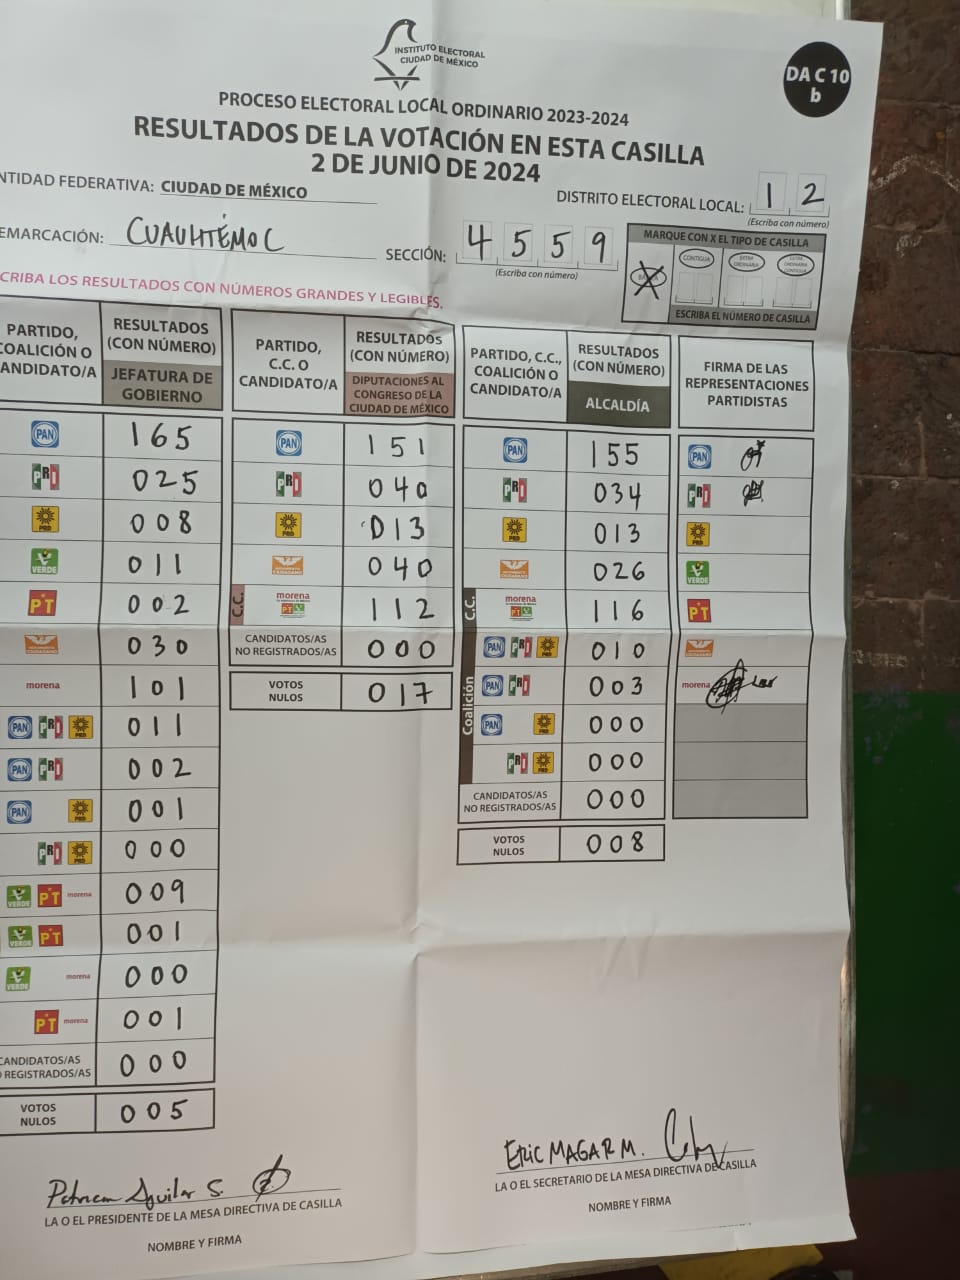 INSTITUTO ELECTORAL
CIUDAD DE MÉXICO
DA C 10
b
PROCESO ELECTORAL LOCAL ORDINARIO 2023-2024
RESULTADOS DE LA VOTACIÓN EN ESTA CASILLA
2 DE JUNIO DE 2024
NTIDAD FEDERATIVA: CIUDAD DE MÉXICO
DISTRITO ELECTORAL LOCAL: 1 2
(Escriba con número)
EMARCACIÓN: CUAUHTÉMOC
SECCIÓN: 4 5 5 9
(Escriba con número)
MARQUE CON X EL TIPO DE CASILLA
CONTIGUA
EXTRA ORDINARIA
EXTRA ORDINARIA CONTIGUA
ESCRIBA EL NÚMERO DE CASILLA
CRIBA LOS RESULTADOS CON NÚMEROS GRANDES Y LEGIBLES.
PARTIDO, COALICIÓN O ANDIDATO/A
RESULTADOS (CON NÚMERO)
JEFATURA DE GOBIERNO
PAN 165
PRI 025
PRD 008
VERDE 011
PT 002
MOVIMIENTO CIUDADANO 030
morena 101
PAN PRI PRD 011
PAN PRI 002
PAN PRD 001
PRI PRD 000
VERDE PT morena 009
VERDE PT 001
VERDE morena 000
PT morena 001
CANDIDATOS/AS
O REGISTRADOS/AS 000
VOTOS NULOS 005
PARTIDO, C.C. O CANDIDATO/A
RESULTADOS (CON NÚMERO)
DIPUTACIONES AL CONGRESO DE LA CIUDAD DE MÉXICO
PAN 151
PRI 040
PRD 013
MOVIMIENTO CIUDADANO 040
C.C. morena PT VERDE 112
CANDIDATOS/AS
NO REGISTRADOS/AS 000
VOTOS NULOS 017
PARTIDO, C.C., COALICIÓN O CANDIDATO/A
RESULTADOS (CON NÚMERO)
ALCALDÍA
PAN 155
PRI 034
PRD 013
MOVIMIENTO CIUDADANO 026
C.C. morena PT VERDE 116
Coalición
PAN PRI PRD 010
PAN PRI 003
PAN PRD 000
PRI PRD 000
CANDIDATOS/AS
NO REGISTRADOS/AS 000
VOTOS NULOS 008
FIRMA DE LAS REPRESENTACIONES PARTIDISTAS
PAN
PRI
PRD
VERDE
PT
MOVIMIENTO CIUDADANO
morena
Aguilar S.
LA O EL PRESIDENTE DE LA MESA DIRECTIVA DE CASILLA
NOMBRE Y FIRMA
ERIC MAGAR M.
LA O EL SECRETARIO DE LA MESA DIRECTIVA DE CASILLA
NOMBRE Y FIRMA